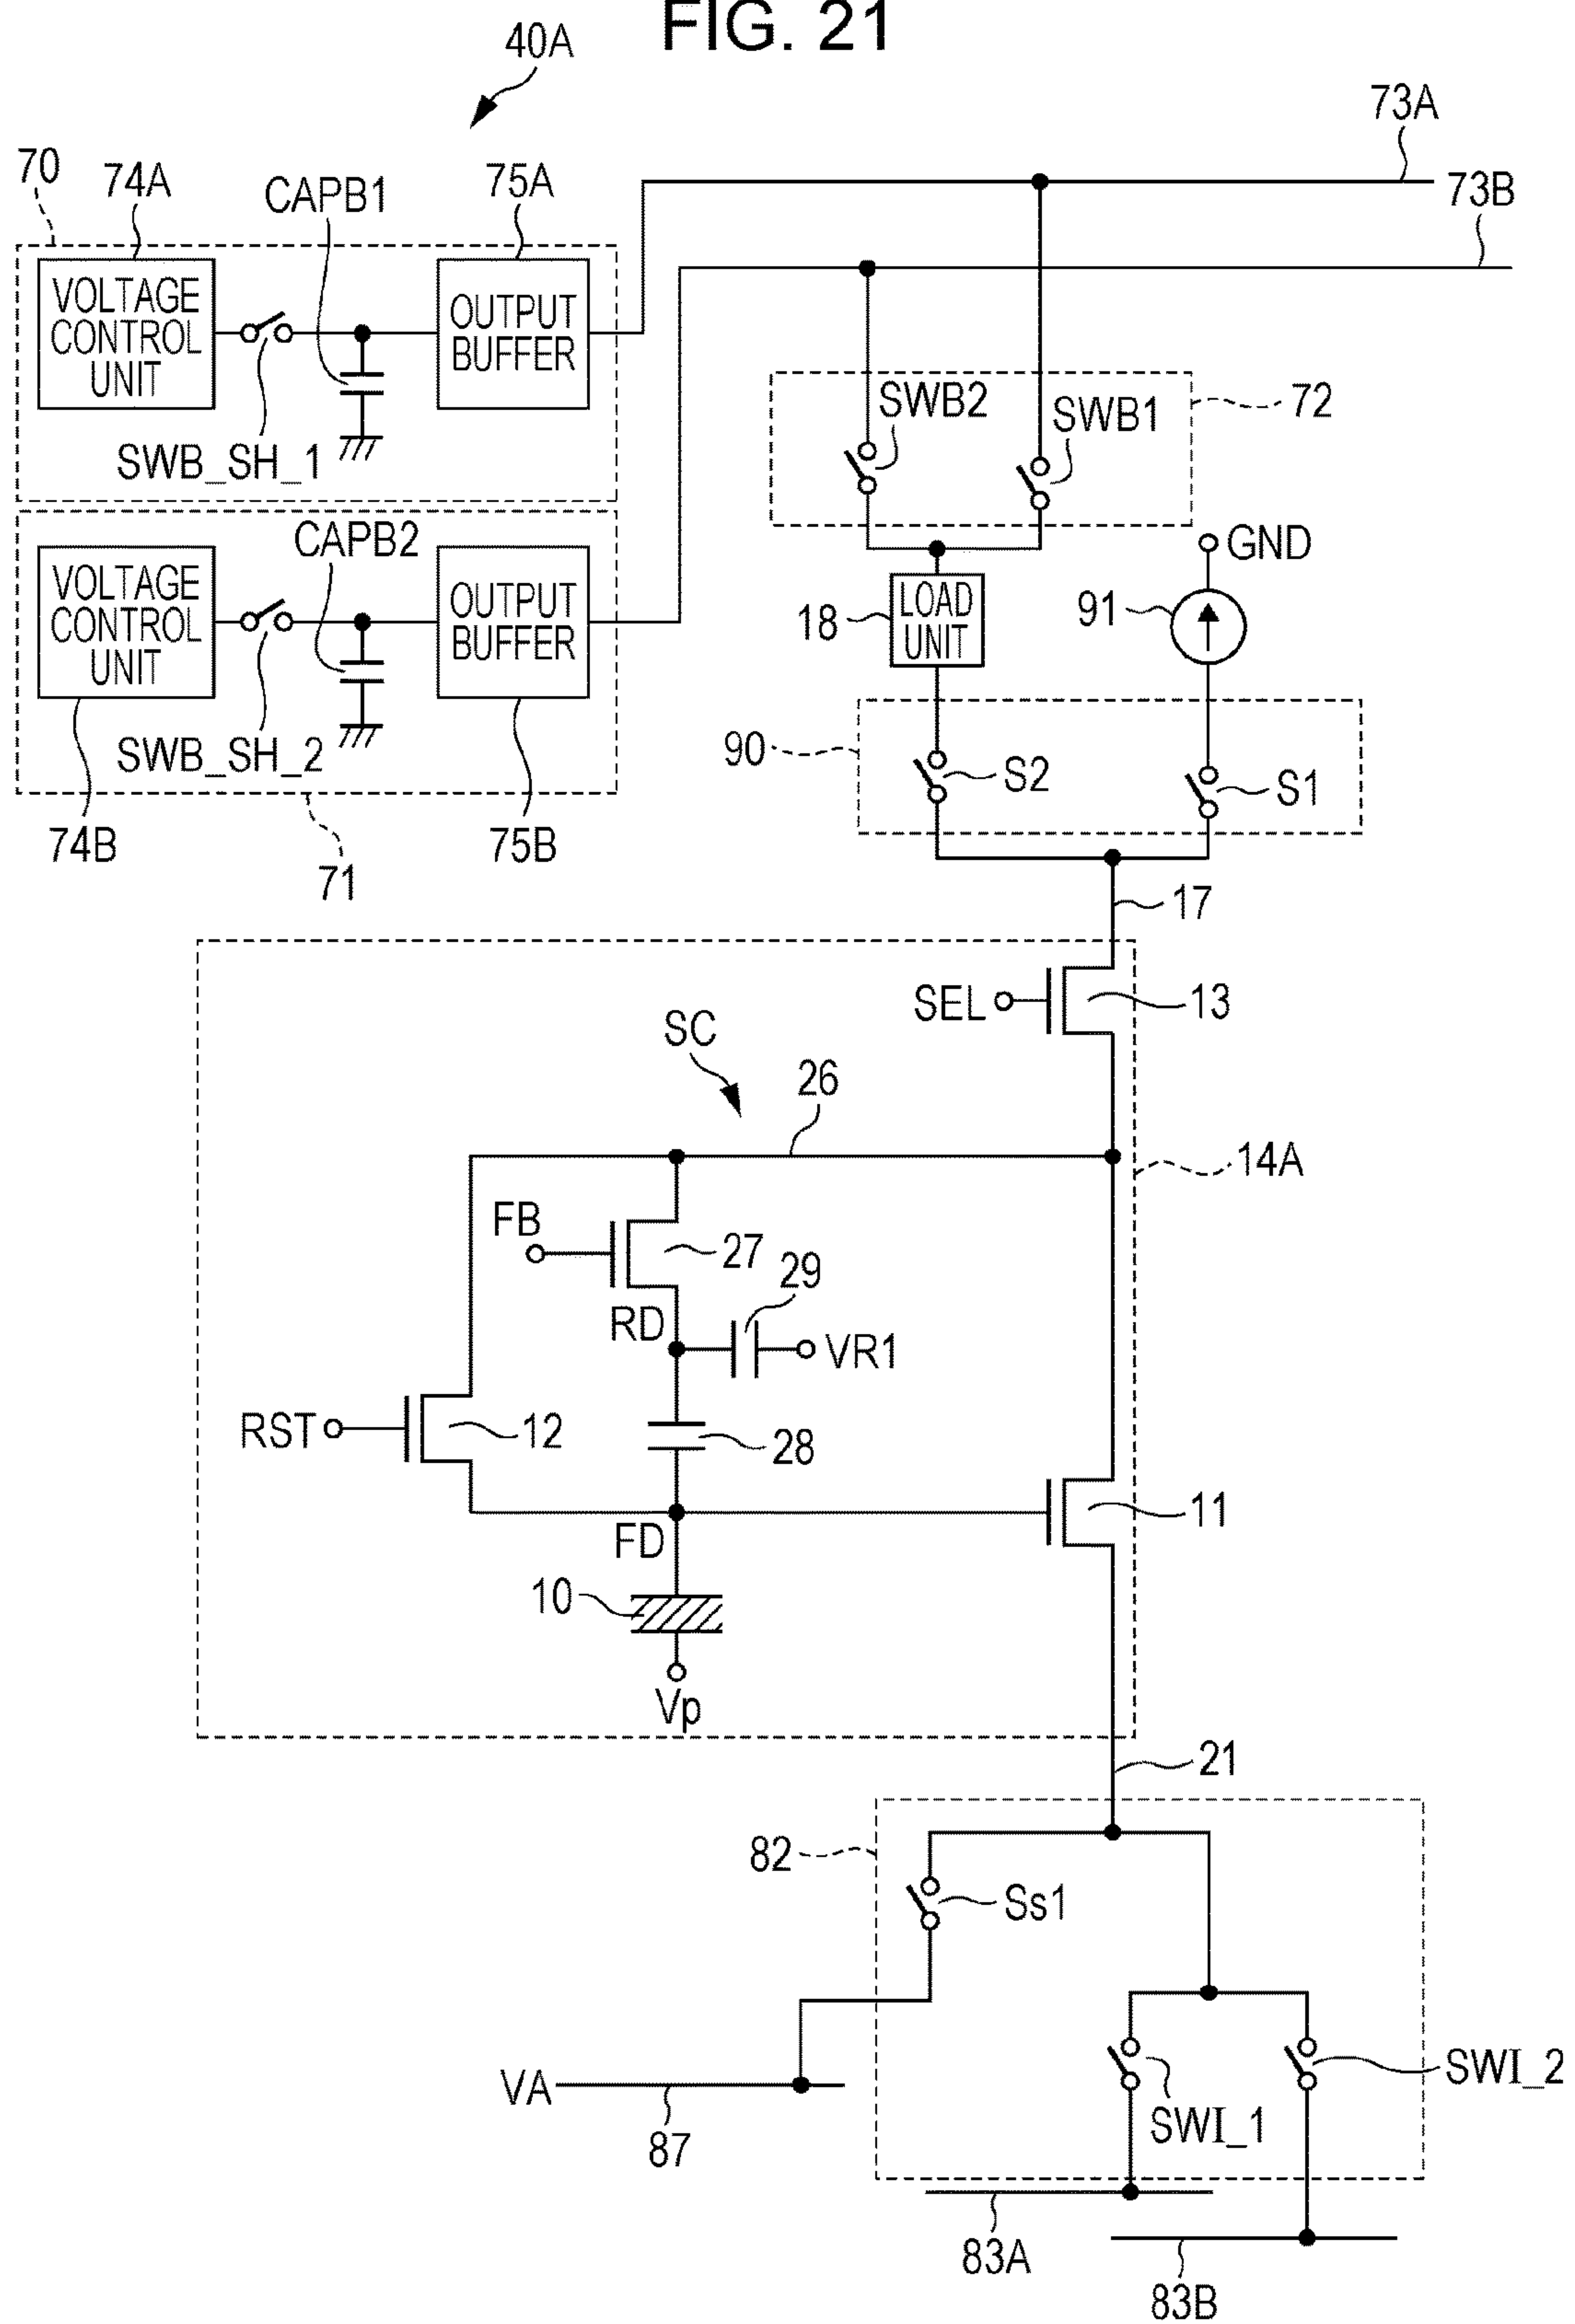 FIG. 21
40A
73A
73B
70
74A
CAPB1
75A
VOLTAGE
CONTROL
UNIT
OUTPUT
BUFFER
SWB_SH_1
SWB2
SWB1
72
CAPB2
VOLTAGE
CONTROL
UNIT
OUTPUT
BUFFER
SWB_SH_2
74B
75B
71
GND
18
LOAD
UNIT
91
90
S2
S1
17
SEL
13
SC
26
14A
FB
27
29
RD
VR1
RST
12
28
11
FD
10
Vp
21
82
Ss1
VA
87
SWI_1
SWI_2
83A
83B